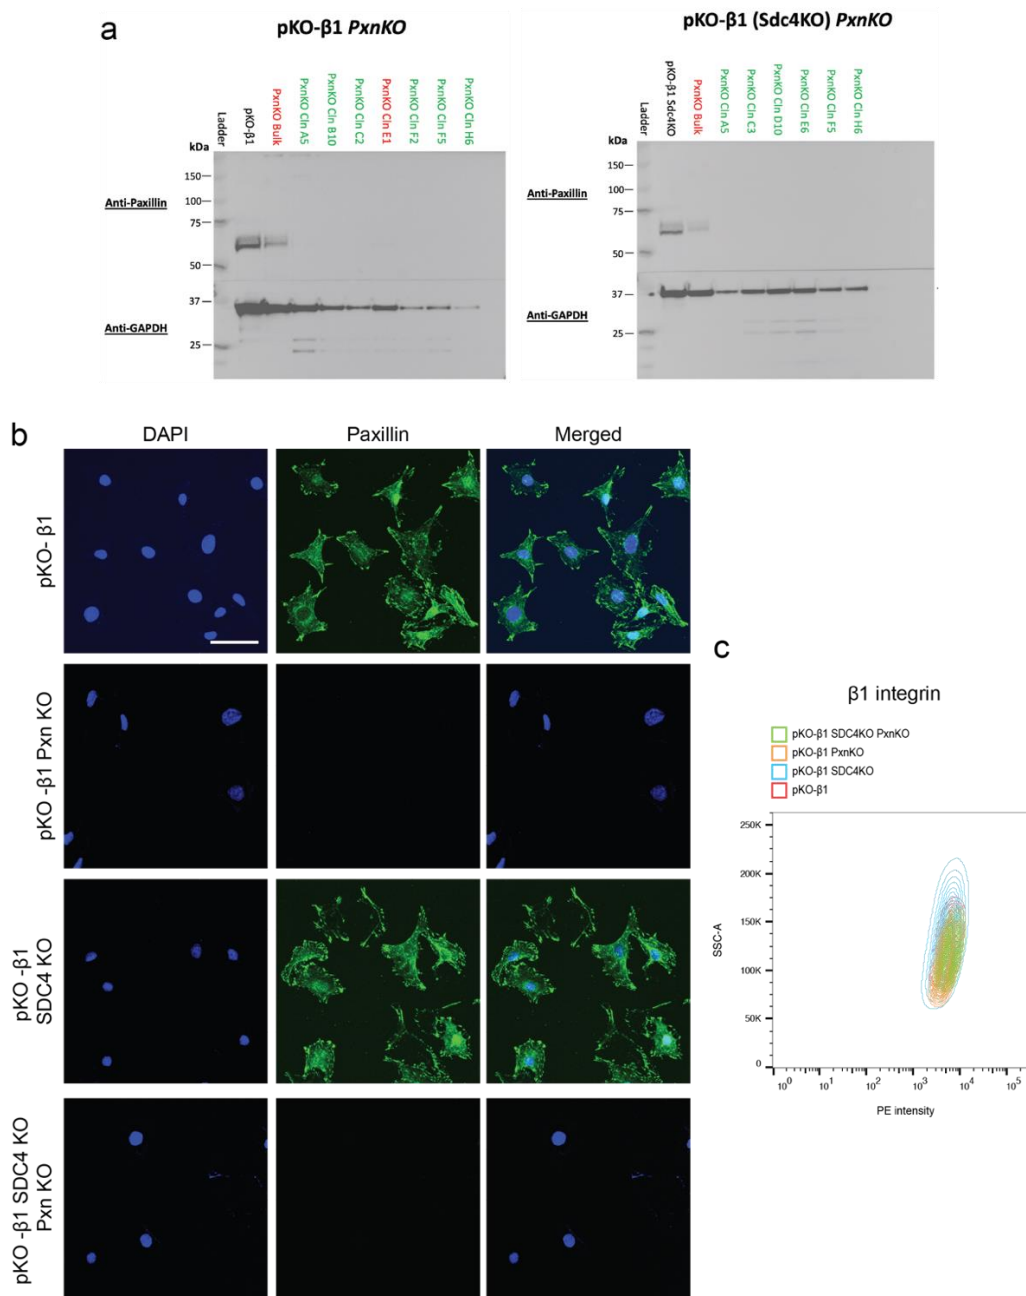 a
pKO-β1 PxnKO
Ladder
pKO-β1
PxnKO Bulk
PxnKO Cln A5
PxnKO Cln B10
PxnKO Cln C2
PxnKO Cln E1
PxnKO Cln F2
PxnKO Cln F5
PxnKO Cln H6
kDa
150
100
75
50
37
25
Anti-Paxillin
Anti-GAPDH
pKO-β1 (Sdc4KO) PxnKO
Ladder
pKO-β1 Sdc4KO
PxnKO Bulk
PxnKO Cln A5
PxnKO Cln C3
PxnKO Cln D10
PxnKO Cln E6
PxnKO Cln F5
PxnKO Cln H6
kDa
150
100
75
50
37
25
Anti-Paxillin
Anti-GAPDH
b
DAPI
Paxillin
Merged
pKO- β1
pKO -β1 Pxn KO
pKO -β1
SDC4 KO
pKO -β1 SDC4 KO
Pxn KO
c
β1 integrin
pKO-β1 SDC4KO PxnKO
pKO-β1 PxnKO
pKO-β1 SDC4KO
pKO-β1
250K
200K
150K
100K
50K
0
SSC-A
10⁰ 10¹ 10² 10³ 10⁴ 10⁵
PE intensity